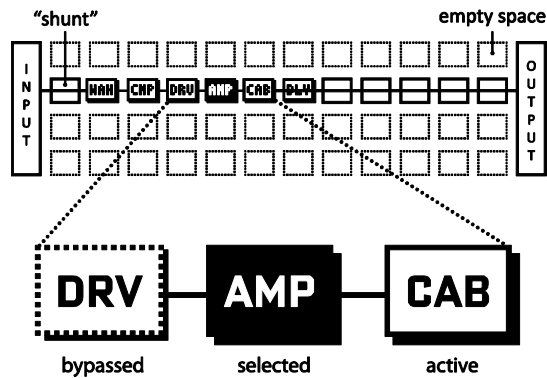 “shunt”
empty space
INPUT
WAH CMP DRV AMP CAB DLY
OUTPUT
DRV AMP CAB
bypassed selected active